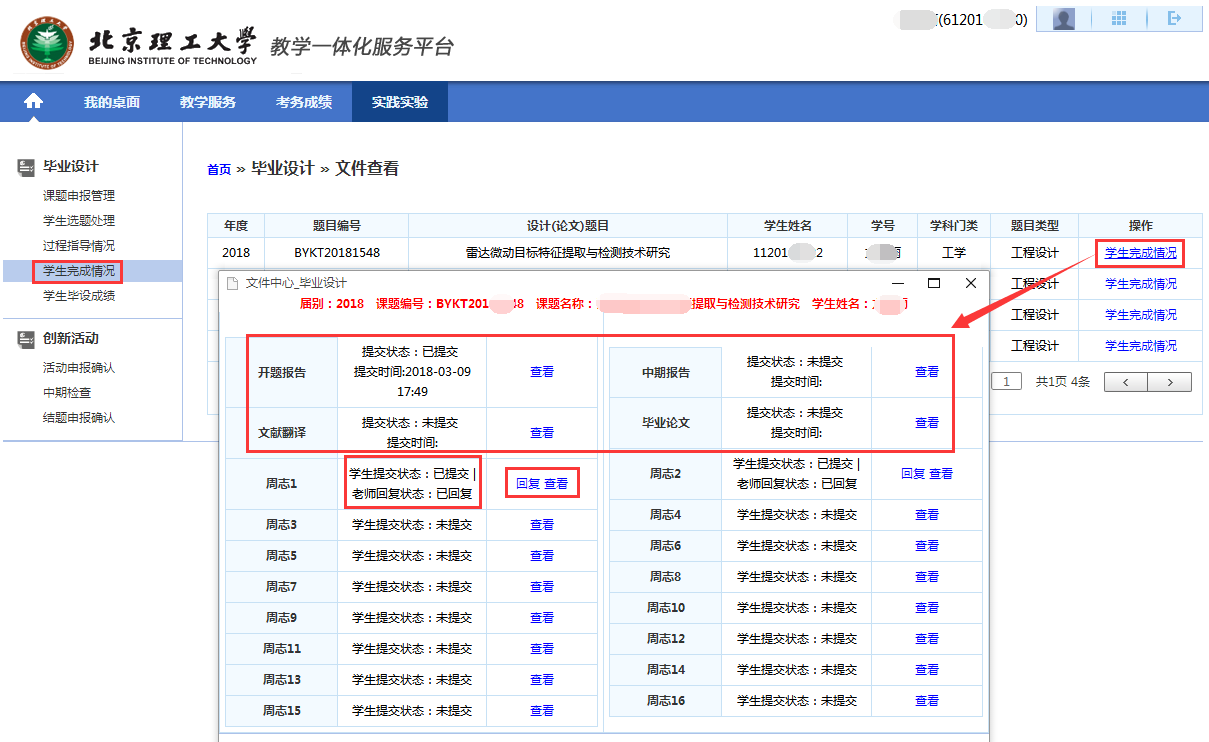 北京理工大学 教学一体化服务平台
BEIJING INSTITUTE OF TECHNOLOGY
(61201 0)
我的桌面 教学服务 考务成绩 实践实验
毕业设计
课题申报管理
学生选题处理
过程指导情况
学生完成情况
学生毕设成绩
创新活动
活动申报确认
中期检查
结题申报确认
首页 » 毕业设计 » 文件查看
年度 题目编号 设计(论文)题目 学生姓名 学号 学科门类 题目类型 操作
2018 BYKT20181548 雷达微动目标特征提取与检测技术研究 11201 2 工学 工程设计 学生完成情况
工程设计 学生完成情况
工程设计 学生完成情况
工程设计 学生完成情况
1 共1页 4条 < >
文件中心_毕业设计
届别：2018 课题编号：BYKT201 48 课题名称： 提取与检测技术研究 学生姓名：
开题报告 提交状态：已提交 查看
提交时间:2018-03-09
17:49
中期报告 提交状态：未提交 查看
提交时间:
文献翻译 提交状态：未提交 查看
提交时间:
毕业论文 提交状态：未提交 查看
提交时间:
周志1 学生提交状态：已提交 | 回复 查看
老师回复状态：已回复
周志2 学生提交状态：已提交 | 回复 查看
老师回复状态：已回复
周志3 学生提交状态：未提交 查看
周志4 学生提交状态：未提交 查看
周志5 学生提交状态：未提交 查看
周志6 学生提交状态：未提交 查看
周志7 学生提交状态：未提交 查看
周志8 学生提交状态：未提交 查看
周志9 学生提交状态：未提交 查看
周志10 学生提交状态：未提交 查看
周志11 学生提交状态：未提交 查看
周志12 学生提交状态：未提交 查看
周志13 学生提交状态：未提交 查看
周志14 学生提交状态：未提交 查看
周志15 学生提交状态：未提交 查看
周志16 学生提交状态：未提交 查看